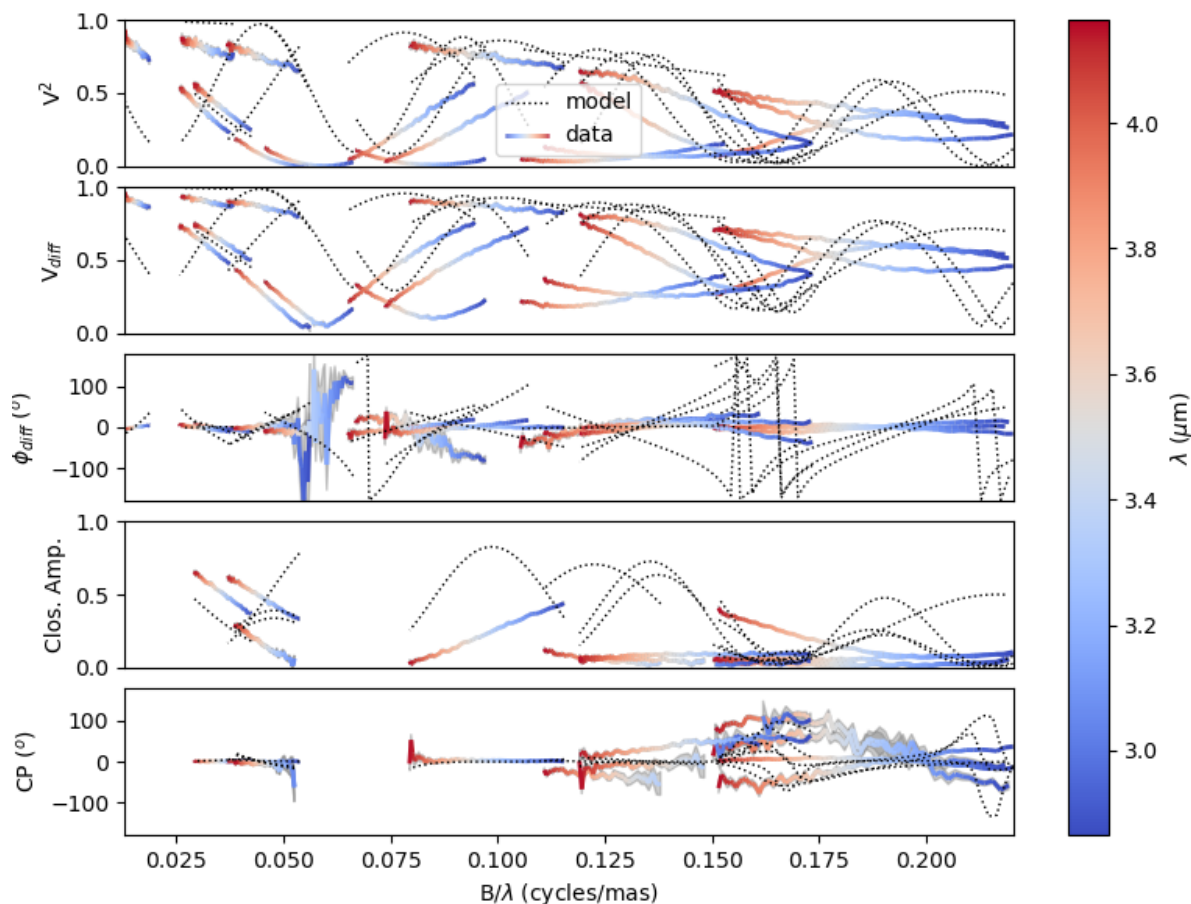 1.0
0.5
0.0
V²
model
data
1.0
0.5
0.0
V_diff
100
0
−100
ϕ_diff (°)
1.0
0.5
0.0
Clos. Amp.
100
0
−100
CP (°)
0.025 0.050 0.075 0.100 0.125 0.150 0.175 0.200
B/λ (cycles/mas)
4.0
3.8
3.6
3.4
3.2
3.0
λ (μm)